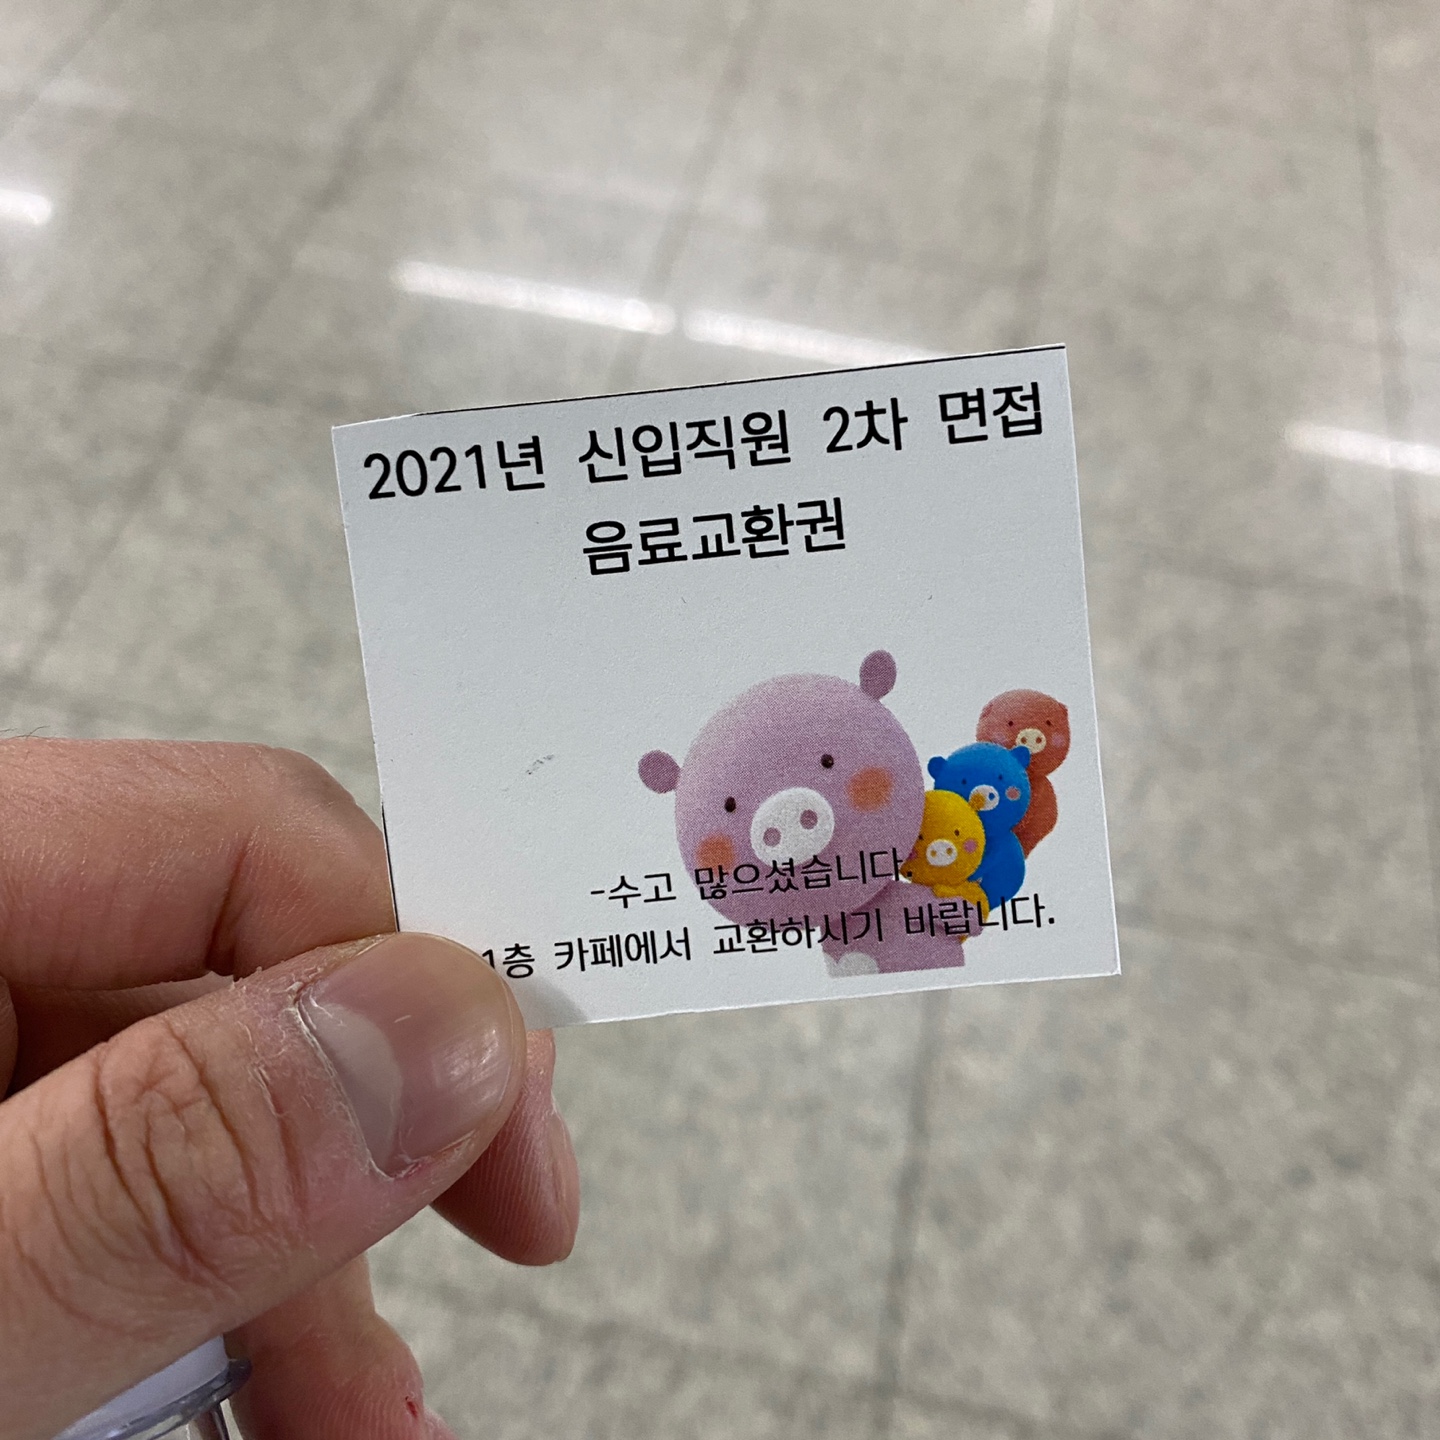 2021년 신입직원 2차 면접
음료교환권
-수고 많으셨습니다
1층 카페에서 교환하시기 바랍니다.